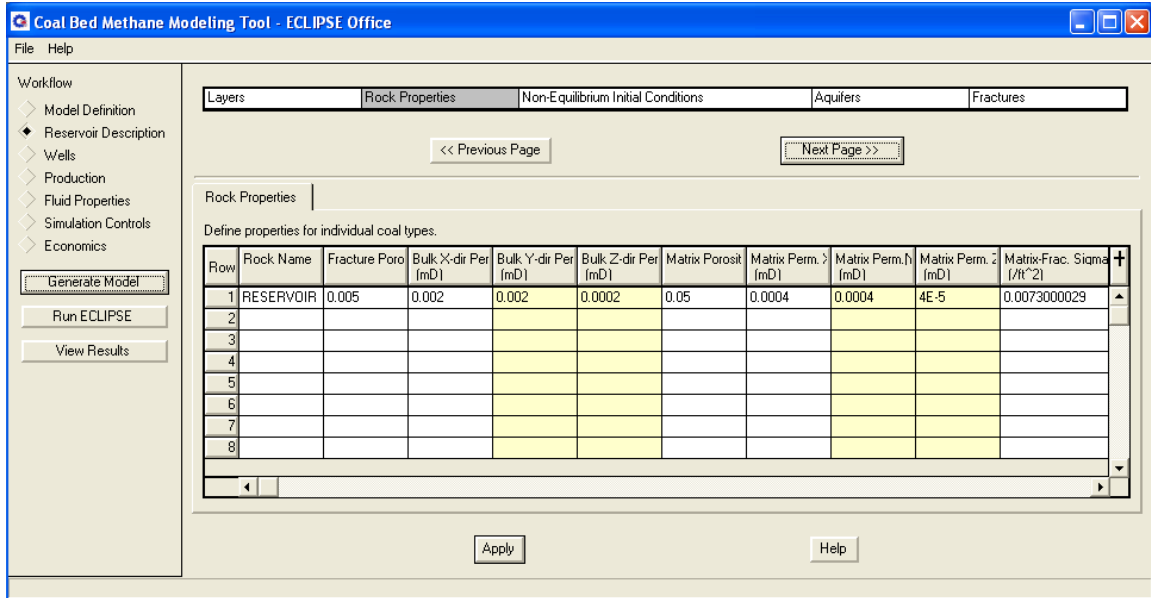 Coal Bed Methane Modeling Tool - ECLIPSE Office
File Help
Workflow
Model Definition
Reservoir Description
Wells
Production
Fluid Properties
Simulation Controls
Economics
Generate Model
Run ECLIPSE
View Results
Layers Rock Properties Non-Equilibrium Initial Conditions Aquifers Fractures
<< Previous Page Next Page >>
Rock Properties
Define properties for individual coal types.
Row Rock Name Fracture Poro Bulk X-dir Per Bulk Y-dir Per Bulk Z-dir Per Matrix Porosit Matrix Perm. X Matrix Perm. Matrix Perm. Z Matrix-Frac. Sigma
(mD) (mD) (mD) (mD) (mD) (mD) (/ft^2)
1 RESERVOIR 0.005 0.002 0.002 0.0002 0.05 0.0004 0.0004 4E-5 0.0073000029
2
3
4
5
6
7
8
Apply Help